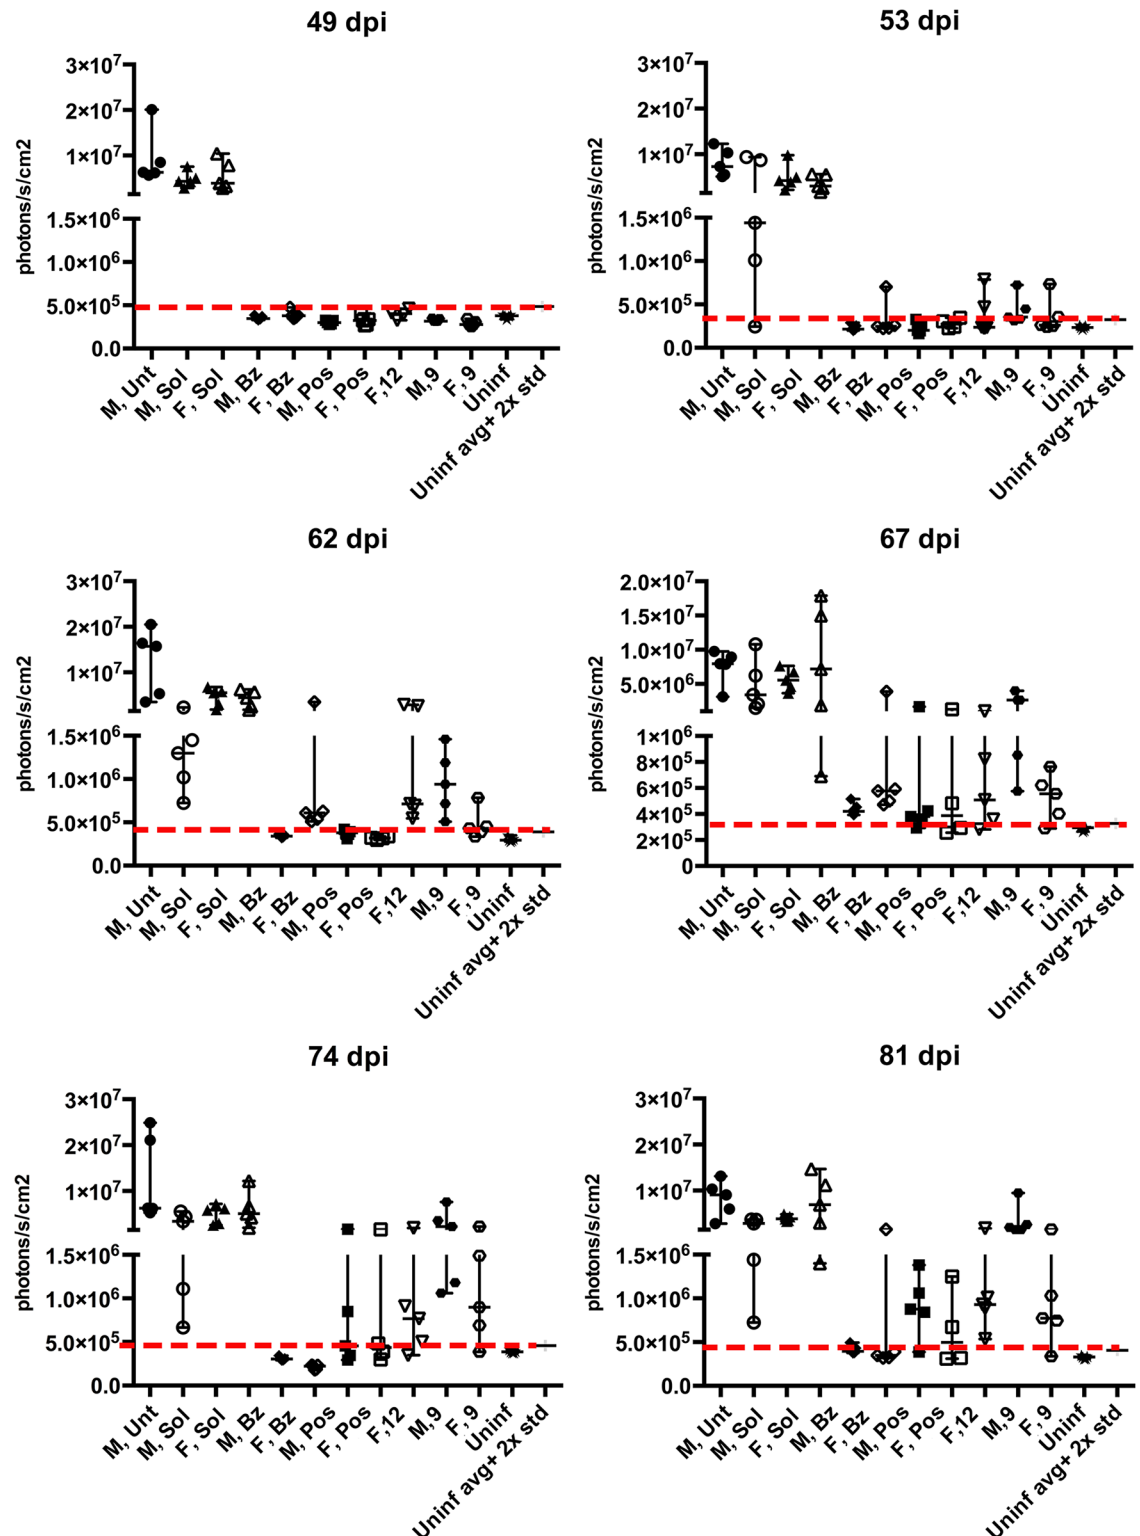 49 dpi
photons/s/cm2
3×10⁷
2×10⁷
1×10⁷
1.5×10⁶
1.0×10⁶
5.0×10⁵
0.0
M, Unt
M, Sol
F, Sol
M, Bz
F, Bz
M, Pos
F, Pos
F,12
M,9
F, 9
Uninf
Uninf avg+ 2x std
53 dpi
photons/s/cm2
3×10⁷
2×10⁷
1×10⁷
1.5×10⁶
1.0×10⁶
5.0×10⁵
0.0
M, Unt
M, Sol
F, Sol
M, Bz
F, Bz
M, Pos
F, Pos
F,12
M,9
F, 9
Uninf
Uninf avg+ 2x std
62 dpi
photons/s/cm2
3×10⁷
2×10⁷
1×10⁷
1.5×10⁶
1.0×10⁶
5.0×10⁵
0.0
M, Unt
M, Sol
F, Sol
M, Bz
F, Bz
M, Pos
F, Pos
F,12
M,9
F, 9
Uninf
Uninf avg+ 2x std
67 dpi
photons/s/cm2
2.0×10⁷
1.5×10⁷
1.0×10⁷
5.0×10⁶
1×10⁶
8×10⁵
6×10⁵
4×10⁵
2×10⁵
0
M, Unt
M, Sol
F, Sol
M, Bz
F, Bz
M, Pos
F, Pos
F,12
M,9
F, 9
Uninf
Uninf avg+ 2x std
74 dpi
photons/s/cm2
3×10⁷
2×10⁷
1×10⁷
1.5×10⁶
1.0×10⁶
5.0×10⁵
0.0
M, Unt
M, Sol
F, Sol
M, Bz
F, Bz
M, Pos
F, Pos
F,12
M,9
F, 9
Uninf
Uninf avg+ 2x std
81 dpi
photons/s/cm2
3×10⁷
2×10⁷
1×10⁷
1.5×10⁶
1.0×10⁶
5.0×10⁵
0.0
M, Unt
M, Sol
F, Sol
M, Bz
F, Bz
M, Pos
F, Pos
F,12
M,9
F, 9
Uninf
Uninf avg+ 2x std